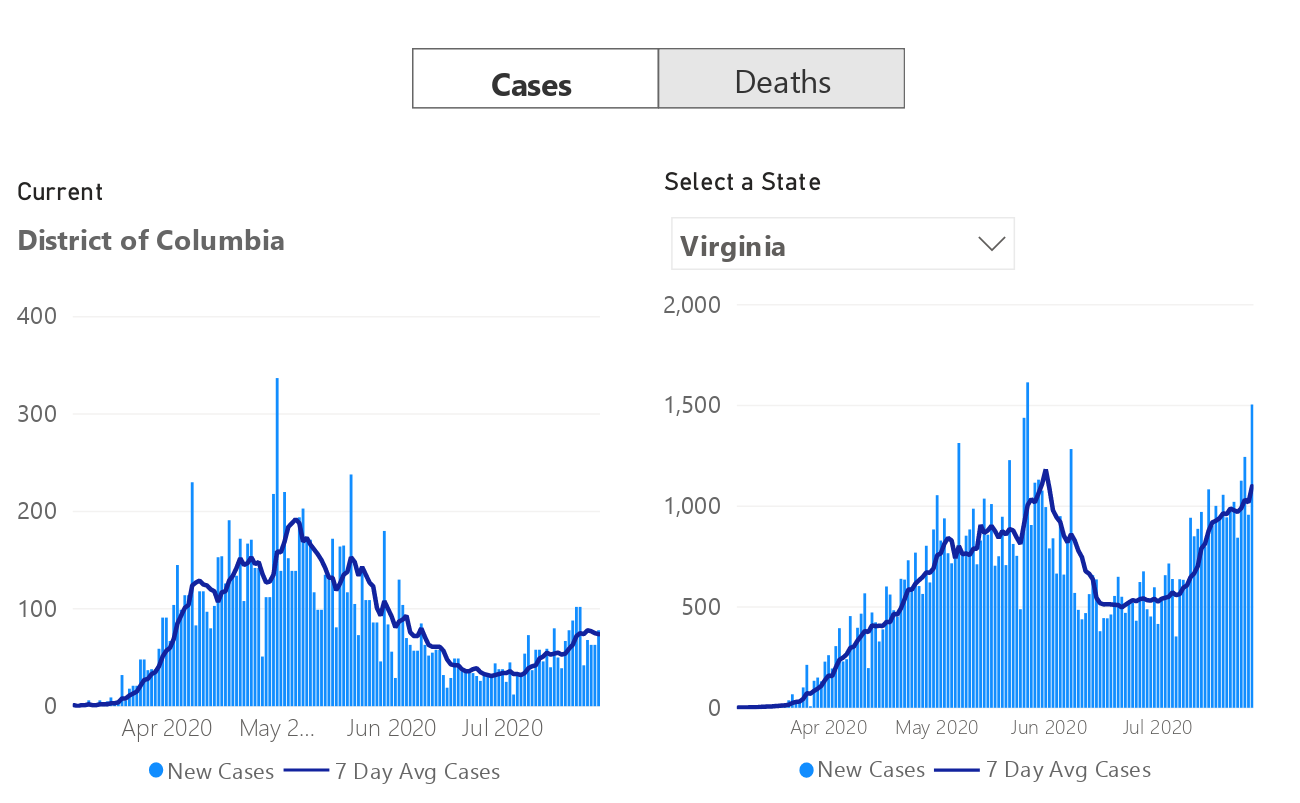 Cases
Deaths
Current
District of Columbia
400
300
200
100
0
Apr 2020
May 2...
Jun 2020
Jul 2020
New Cases
7 Day Avg Cases
Select a State
Virginia
2,000
1,500
1,000
500
0
Apr 2020
May 2020
Jun 2020
Jul 2020
New Cases
7 Day Avg Cases